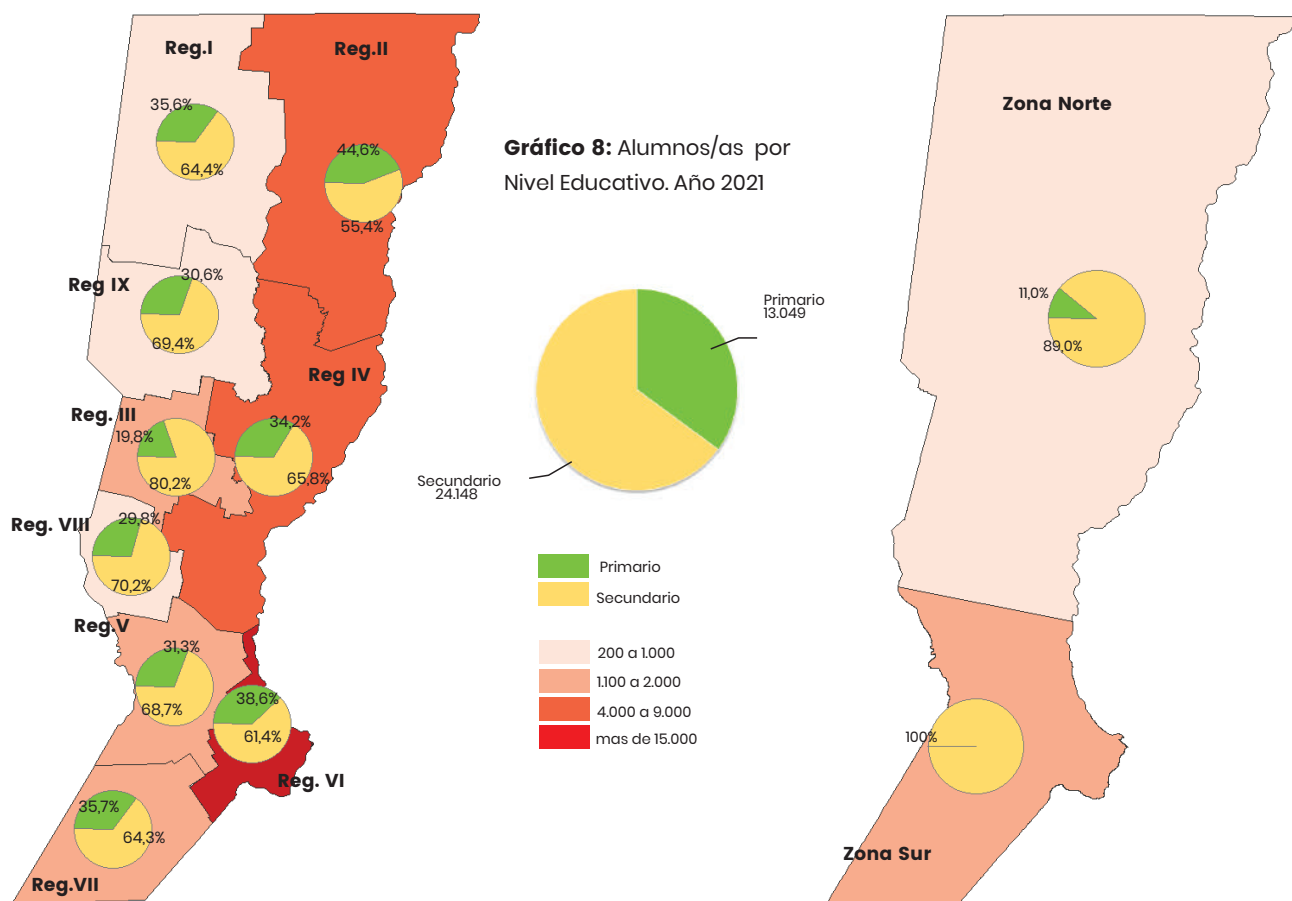 Reg.I
35,6%
64,4%
Reg.II
44,6%
55,4%
Reg IX
30,6%
69,4%
Reg IV
34,2%
65,8%
Reg. III
19,8%
80,2%
Reg. VIII
29,8%
70,2%
Reg.V
31,3%
68,7%
38,6%
61,4%
Reg. VI
35,7%
64,3%
Reg.VII
Gráfico 8: Alumnos/as por
Nivel Educativo. Año 2021
Primario
13.049
Secundario
24.148
Primario
Secundario
200 a 1.000
1.100 a 2.000
4.000 a 9.000
mas de 15.000
Zona Norte
11,0%
89,0%
100%
Zona Sur